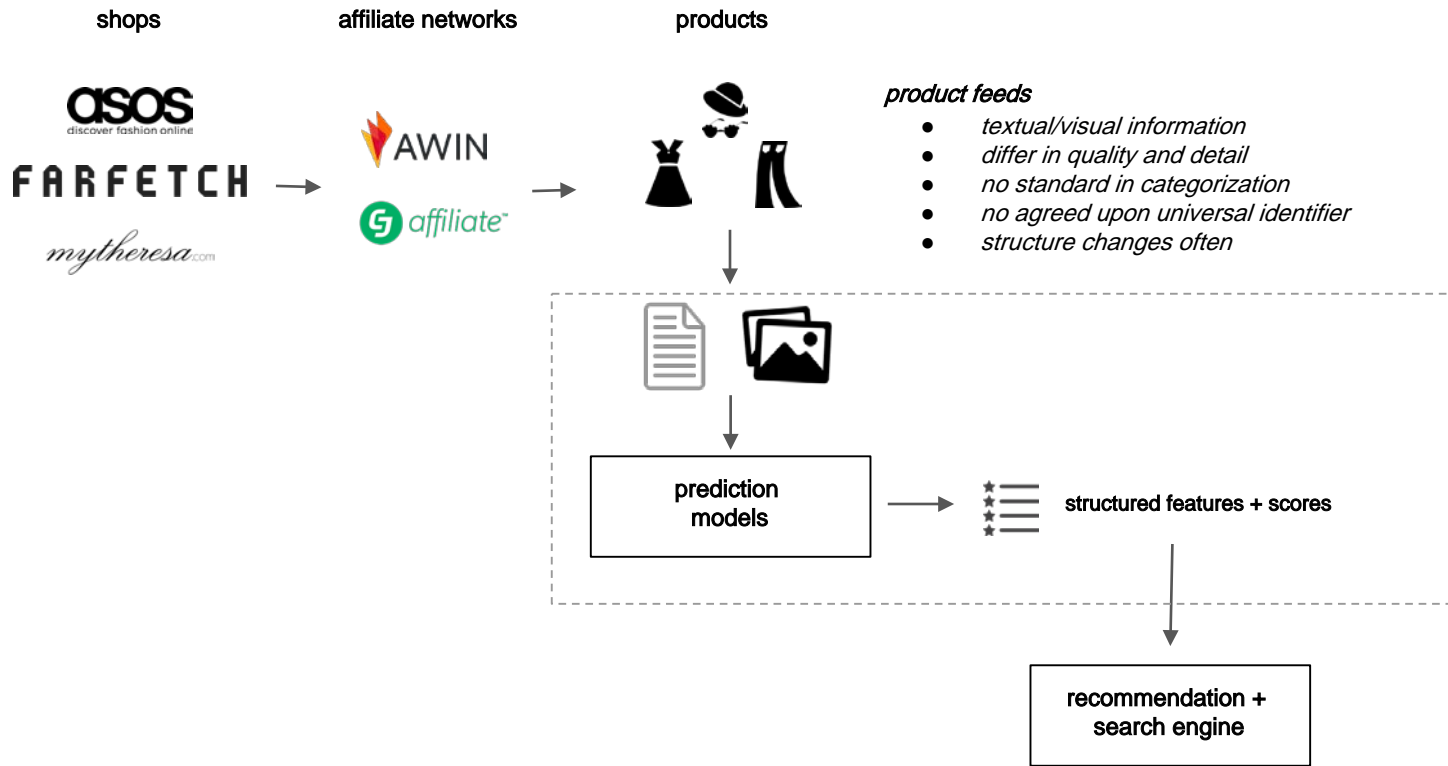 shops
affiliate networks
products
asos
discover fashion online
FARFETCH
mytheresa.com
AWIN
CJ affiliate™
product feeds
● textual/visual information
● differ in quality and detail
● no standard in categorization
● no agreed upon universal identifier
● structure changes often
prediction
models
structured features + scores
recommendation +
search engine